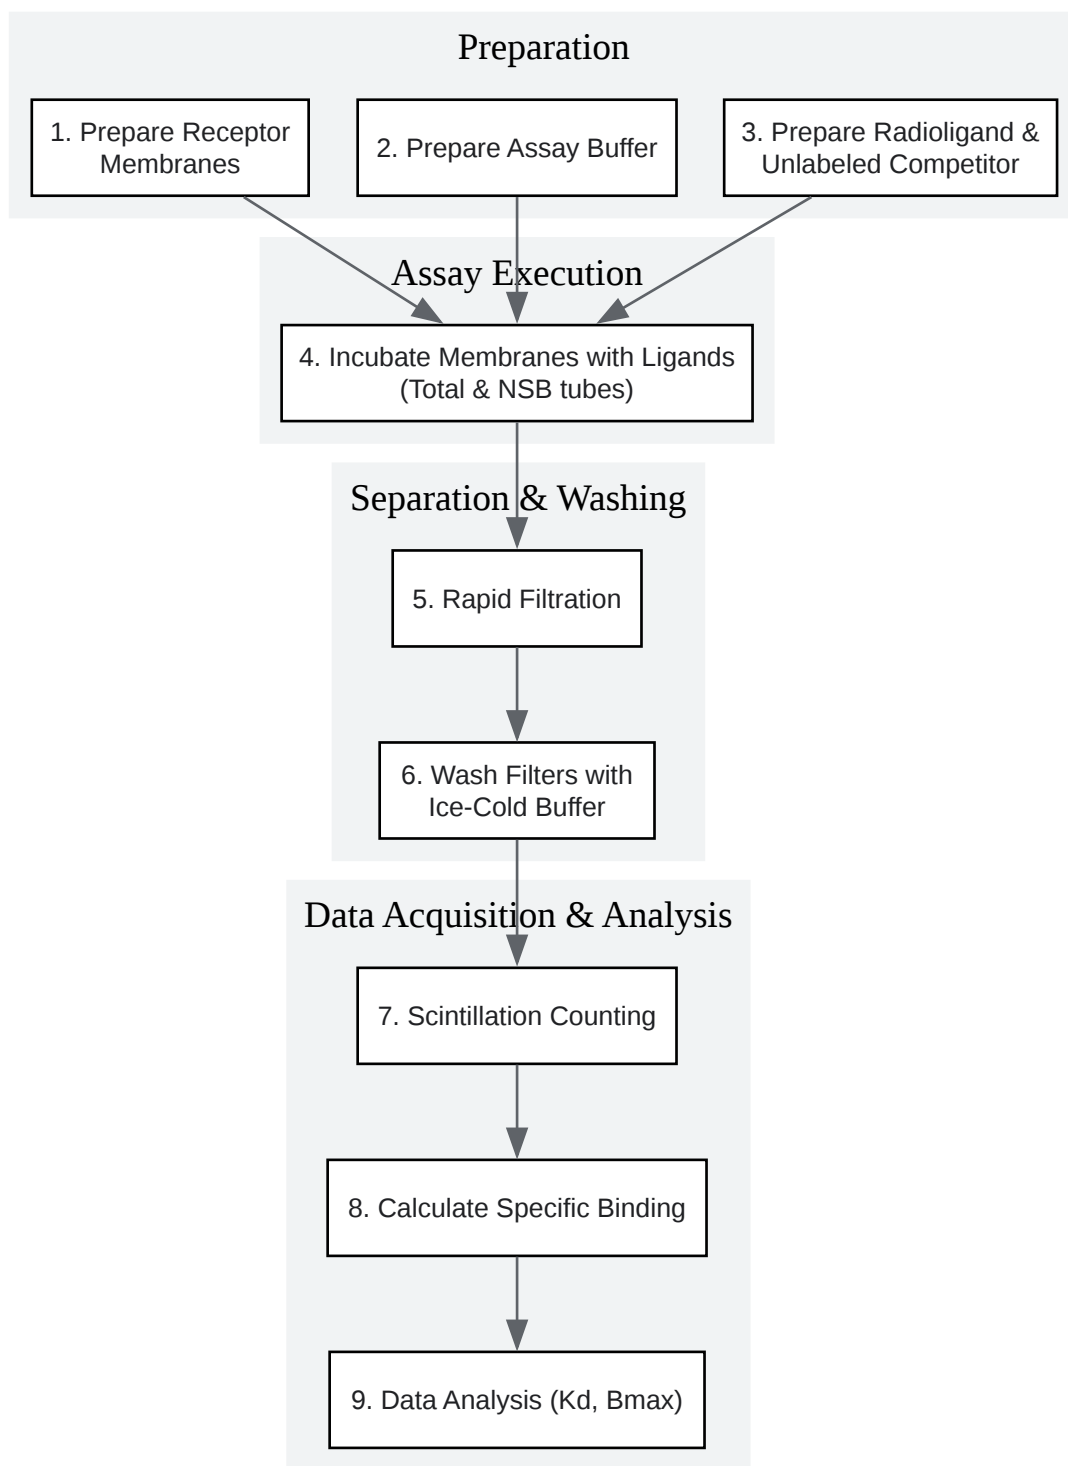 Preparation
1. Prepare Receptor
Membranes
2. Prepare Assay Buffer
3. Prepare Radioligand &
Unlabeled Competitor
Assay Execution
4. Incubate Membranes with Ligands
(Total & NSB tubes)
Separation & Washing
5. Rapid Filtration
6. Wash Filters with
Ice-Cold Buffer
Data Acquisition & Analysis
7. Scintillation Counting
8. Calculate Specific Binding
9. Data Analysis (Kd, Bmax)